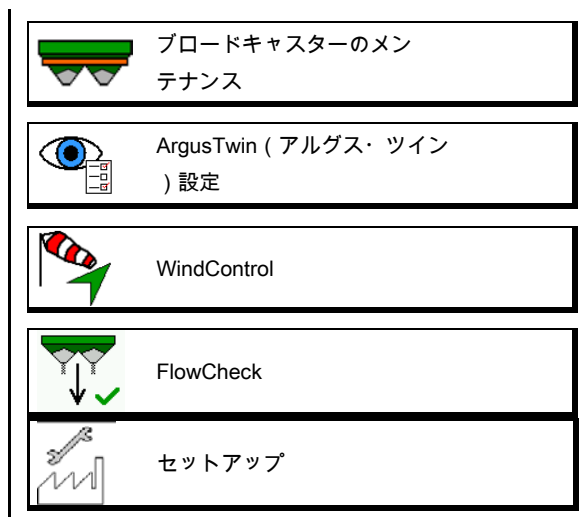 ブロードキャスターのメン
テナンス
ArgusTwin（アルグス・ ツイン
）設定
WindControl
FlowCheck
セットアップ